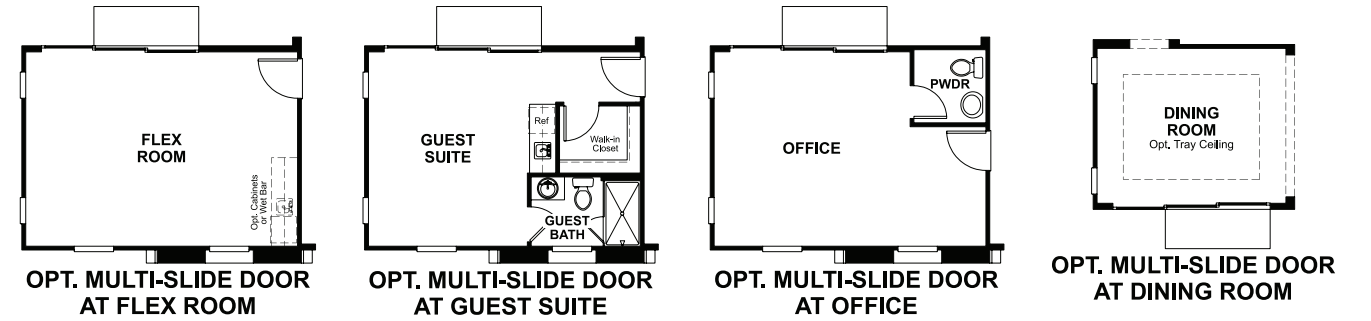 FLEX
ROOM
Opt. Cabinets
or Wet Bar
OPT. MULTI-SLIDE DOOR
AT FLEX ROOM
GUEST
SUITE
Ref
Walk-in
Closet
GUEST
BATH
OPT. MULTI-SLIDE DOOR
AT GUEST SUITE
PWDR
OFFICE
OPT. MULTI-SLIDE DOOR
AT OFFICE
DINING
ROOM
Opt. Tray Ceiling
OPT. MULTI-SLIDE DOOR
AT DINING ROOM